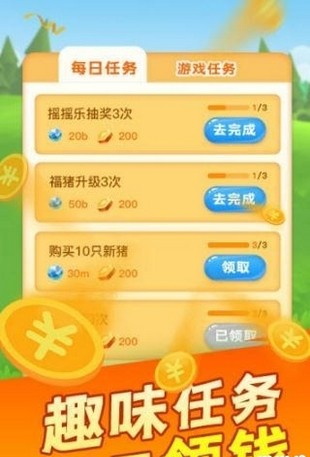 每日任务 游戏任务
摇摇乐抽奖3次 1/3
20b 200 去完成
福猪升级3次 1/3
50b 200 去完成
购买10只新猪 3/3
30m 200 领取
次 3/3
200 已领取
趣味任务
领钱